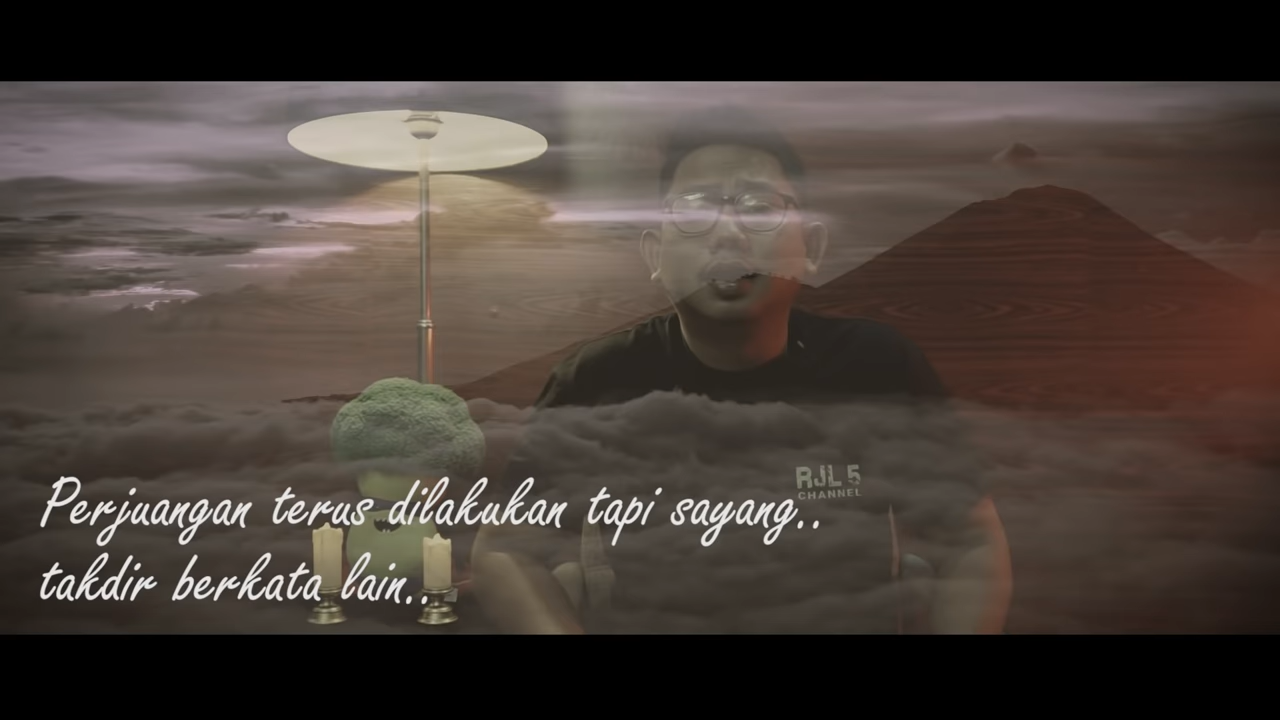 RJL 5
CHANNEL
Perjuangan terus dilakukan tapi sayang..
takdir berkata lain..